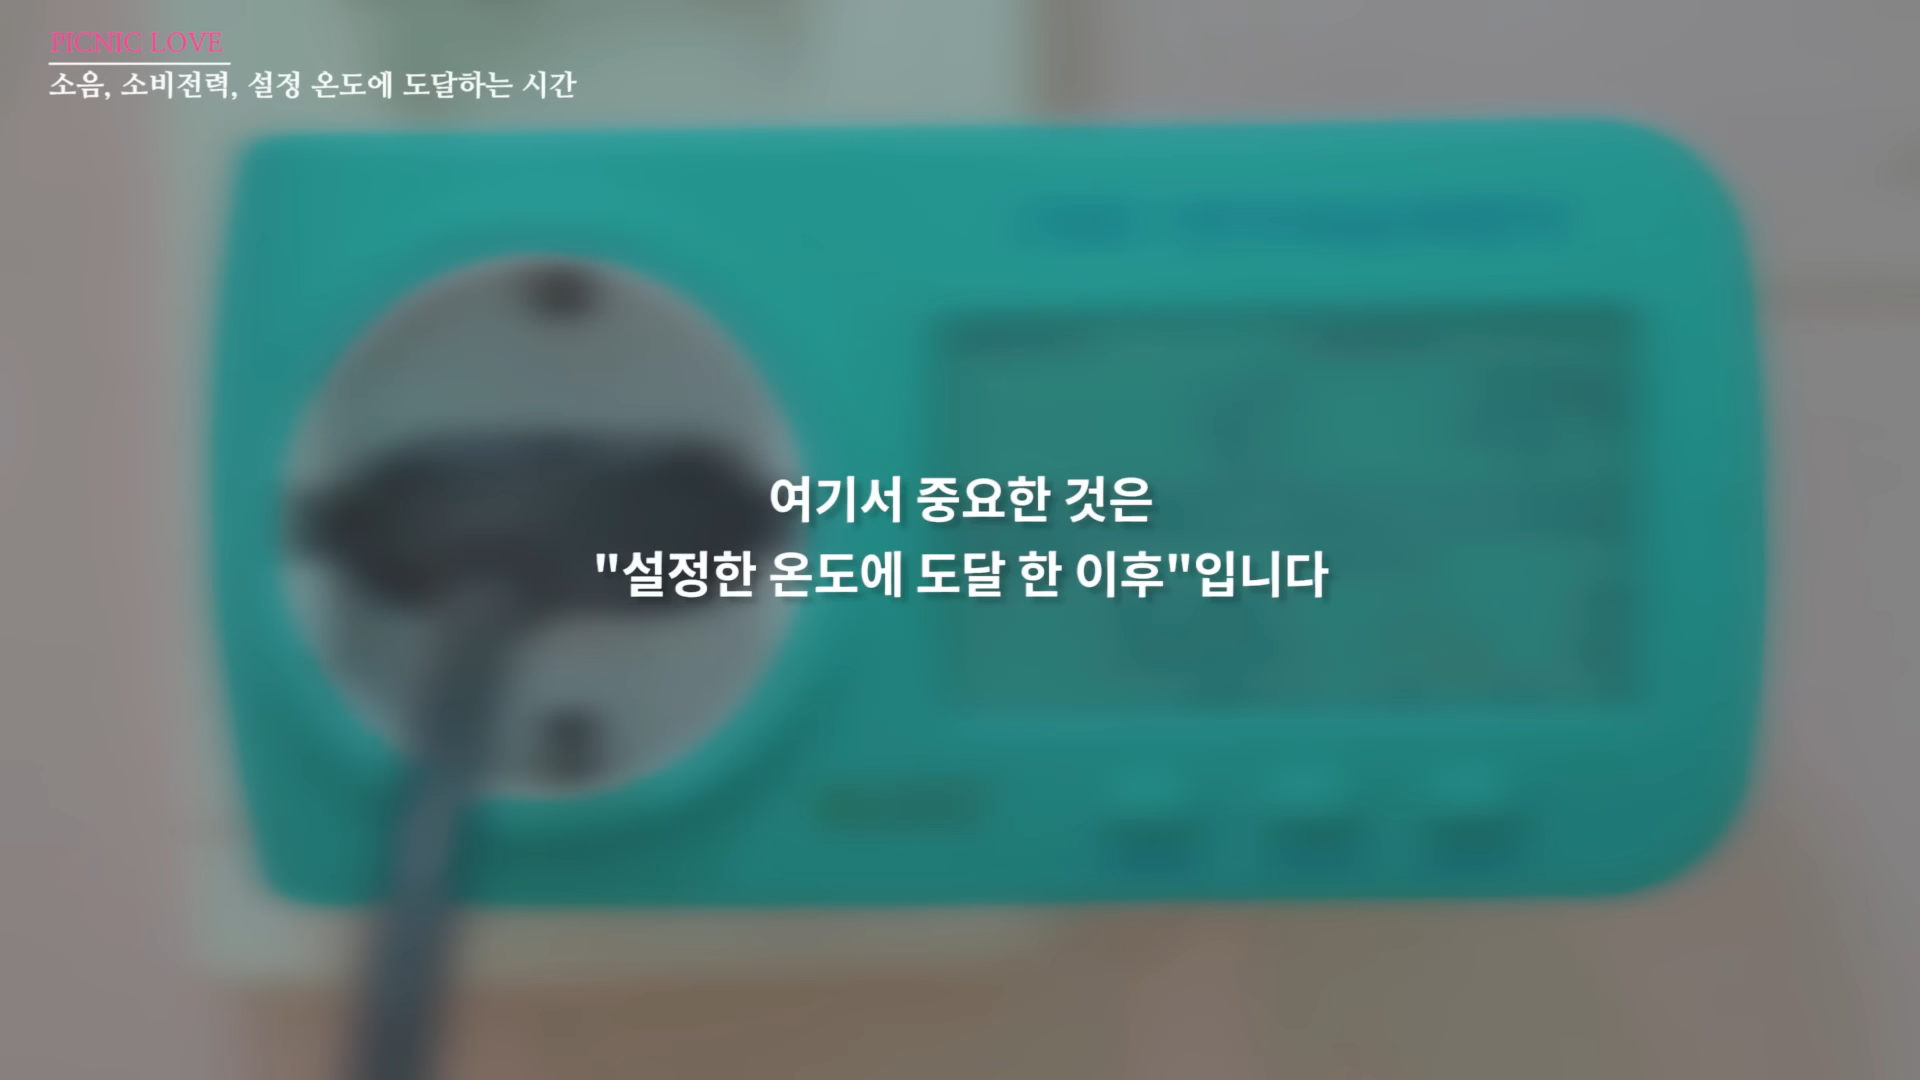 PICNIC LOVE
소음, 소비전력, 설정 온도에 도달하는 시간
여기서 중요한 것은
"설정한 온도에 도달 한 이후"입니다